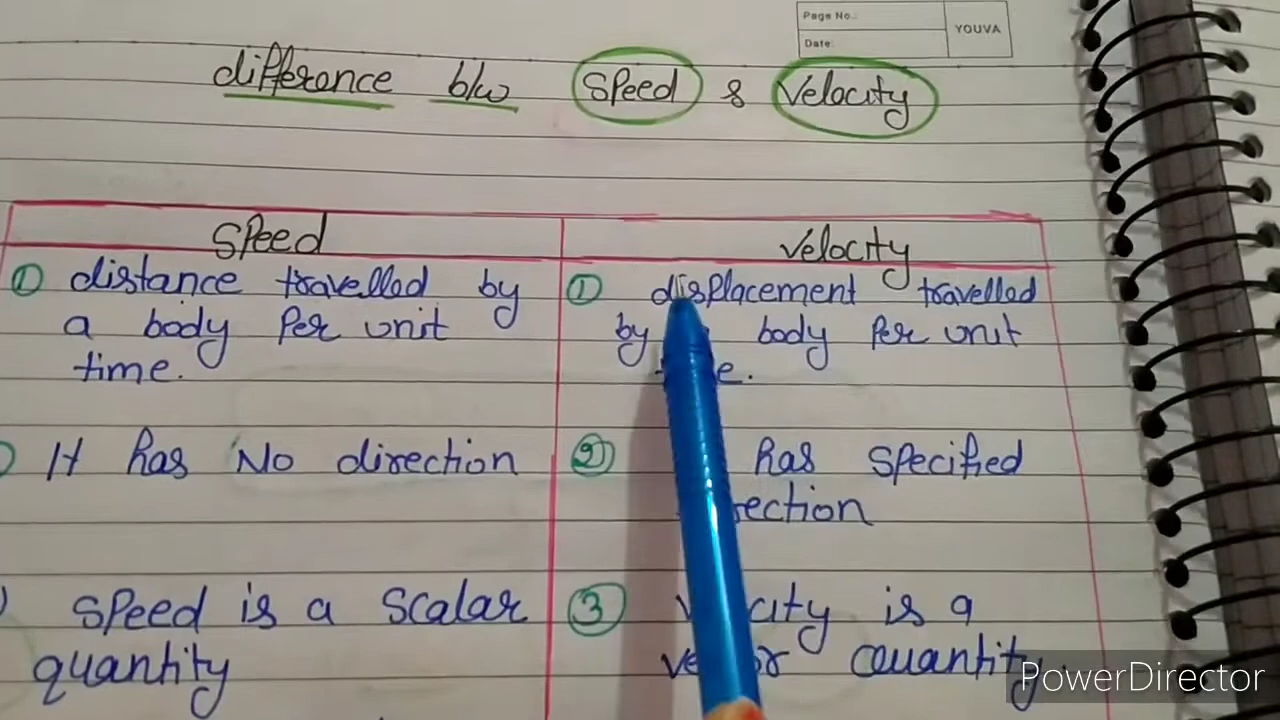 Page No.:
Date:
YOUVA
difference b/w Speed & Velocity
Speed
Velocity
① distance travelled by
a body Per unit
time.
① displacement travelled
by body Per unit
It has No direction
② has specified
Speed is a Scalar
quantity
③ is a
quantity
PowerDirector